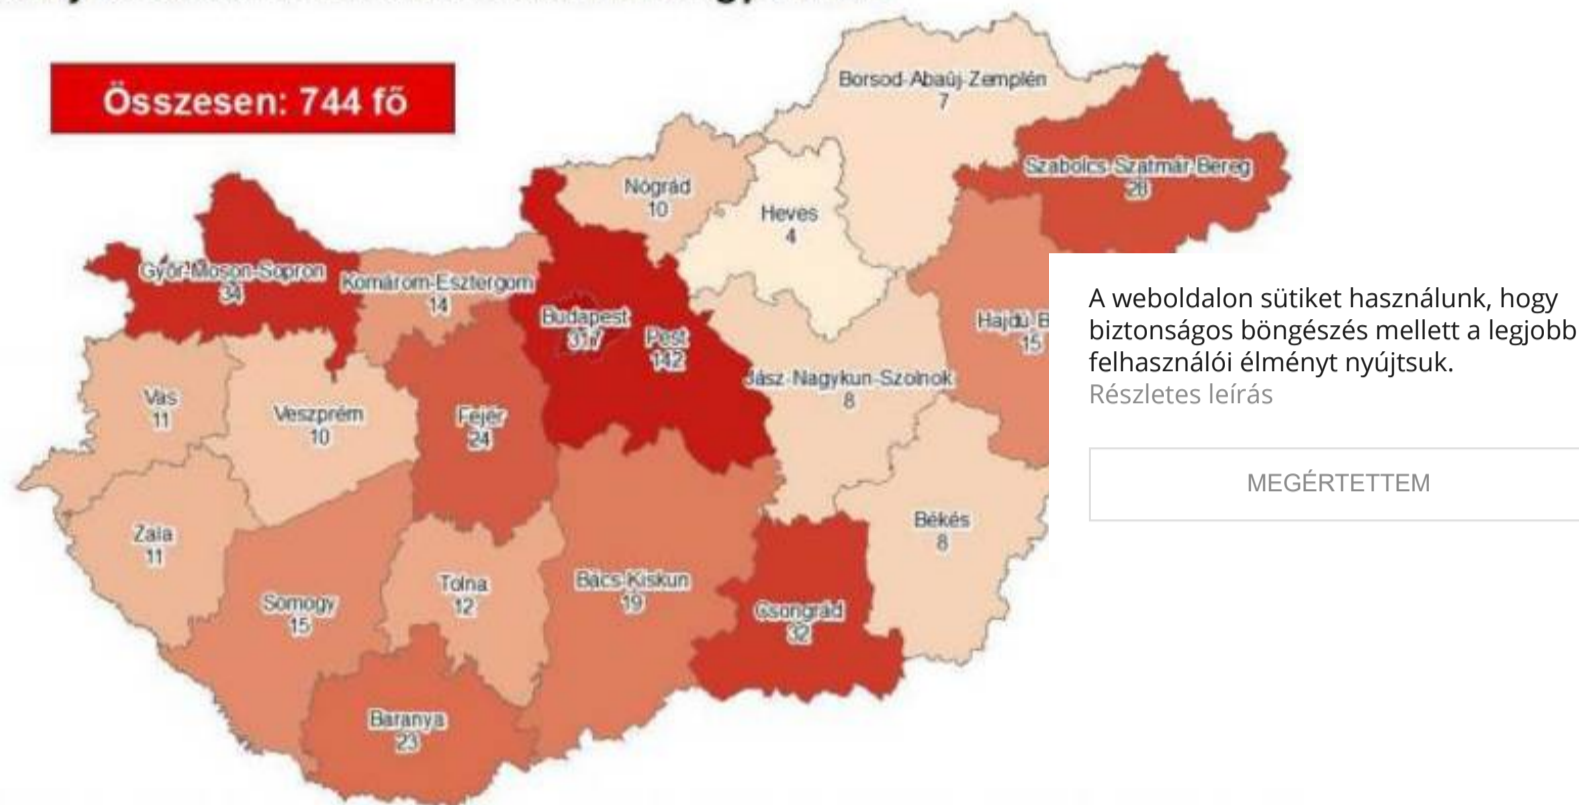 Összesen: 744 fő
Borsod-Abaúj-Zemplén
7
Szabolcs-Szatmár-Bereg
28
Nógrád
10
Heves
4
Győr-Moson-Sopron
34
Komárom-Esztergom
14
Budapest
317
Pest
142
Hajdú-B
15
Jász-Nagykun-Szolnok
8
Vas
11
Veszprém
10
Fejér
24
Zala
11
Somogy
15
Tolna
12
Bács-Kiskun
19
Csongrád
32
Békés
8
Baranya
23
A weboldalon sütiket használunk, hogy
biztonságos böngészés mellett a legjobb
felhasználói élményt nyújtsuk.
Részletes leírás
MEGÉRTETTEM